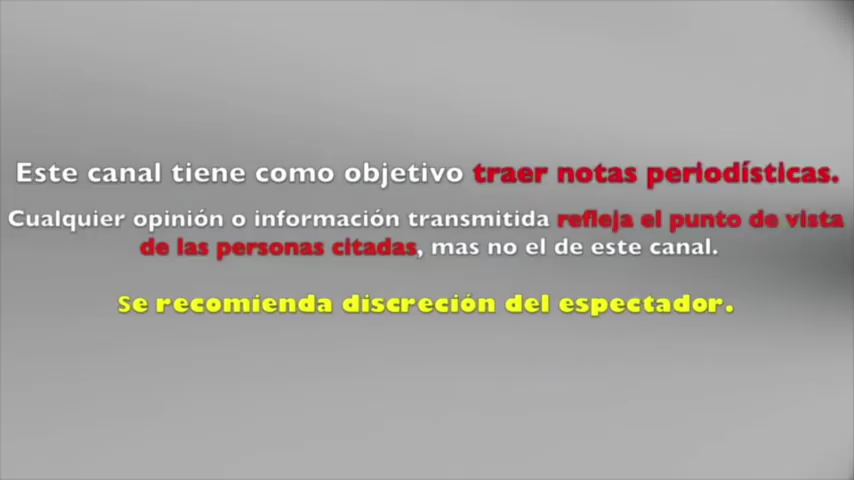 Este canal tiene como objetivo traer notas periodísticas.
Cualquier opinión o información transmitida refleja el punto de vista
de las personas citadas, mas no el de este canal.
Se recomienda discreción del espectador.